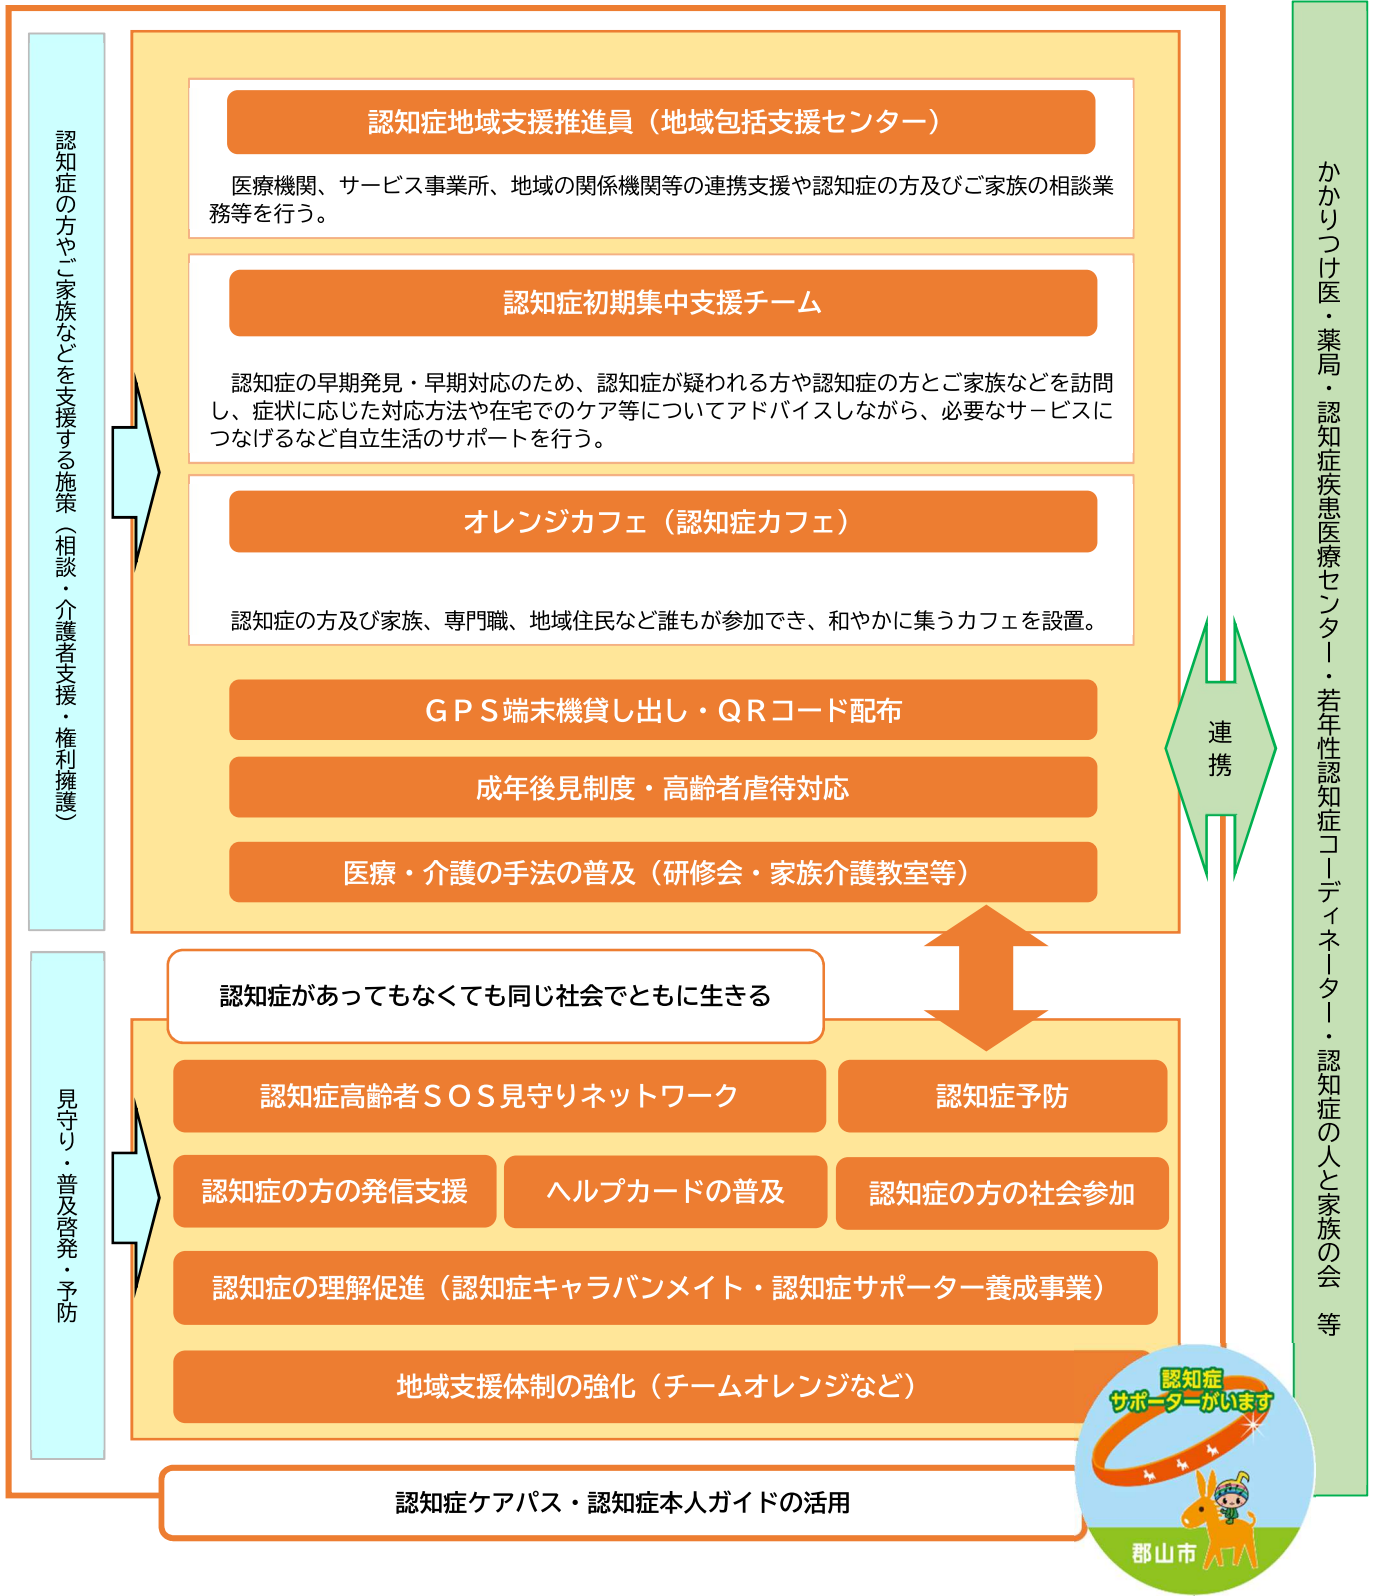 認知症の方やご家族などを支援する施策（相談・介護者支援・権利擁護）
認知症地域支援推進員（地域包括支援センター）
医療機関、サービス事業所、地域の関係機関等の連携支援や認知症の方及びご家族の相談業
務等を行う。
認知症初期集中支援チーム
認知症の早期発見・早期対応のため、認知症が疑われる方や認知症の方とご家族などを訪問
し、症状に応じた対応方法や在宅でのケア等についてアドバイスしながら、必要なサービスに
つなげるなど自立生活のサポートを行う。
オレンジカフェ（認知症カフェ）
認知症の方及び家族、専門職、地域住民など誰もが参加でき、和やかに集うカフェを設置。
ＧＰＳ端末機貸し出し・ＱＲコード配布
成年後見制度・高齢者虐待対応
医療・介護の手法の普及（研修会・家族介護教室等）
連
携
かかりつけ医・薬局・認知症疾患医療センター・若年性認知症コーディネーター・認知症の人と家族の会　等
認知症があってもなくても同じ社会でともに生きる
見守り・普及啓発・予防
認知症高齢者ＳＯＳ見守りネットワーク
認知症予防
認知症の方の発信支援
ヘルプカードの普及
認知症の方の社会参加
認知症の理解促進（認知症キャラバンメイト・認知症サポーター養成事業）
地域支援体制の強化（チームオレンジなど）
認知症ケアパス・認知症本人ガイドの活用
認知症
サポーターがいます
郡山市